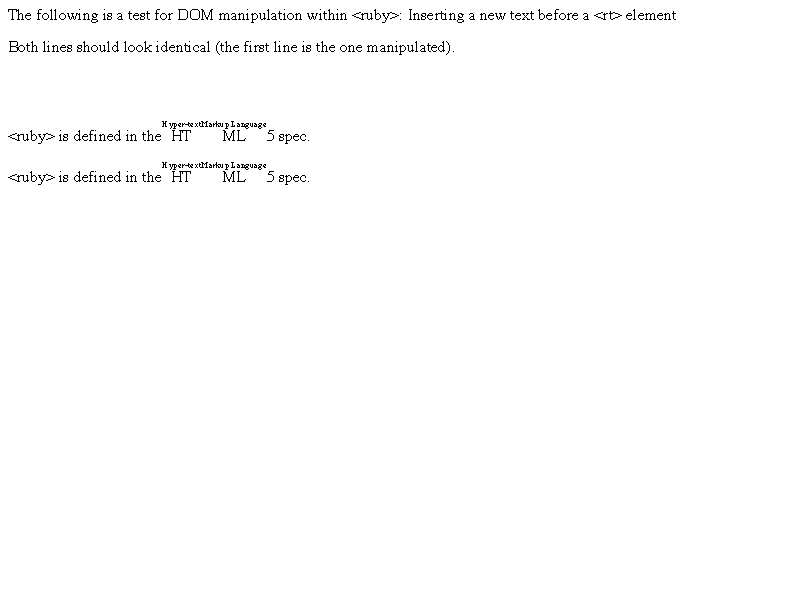 The following is a test for DOM manipulation within <ruby>: Inserting a new text before a <rt> element
Both lines should look identical (the first line is the one manipulated).
Hyper-textMarkup Language
<ruby> is defined in the HT ML 5 spec.
Hyper-textMarkup Language
<ruby> is defined in the HT ML 5 spec.